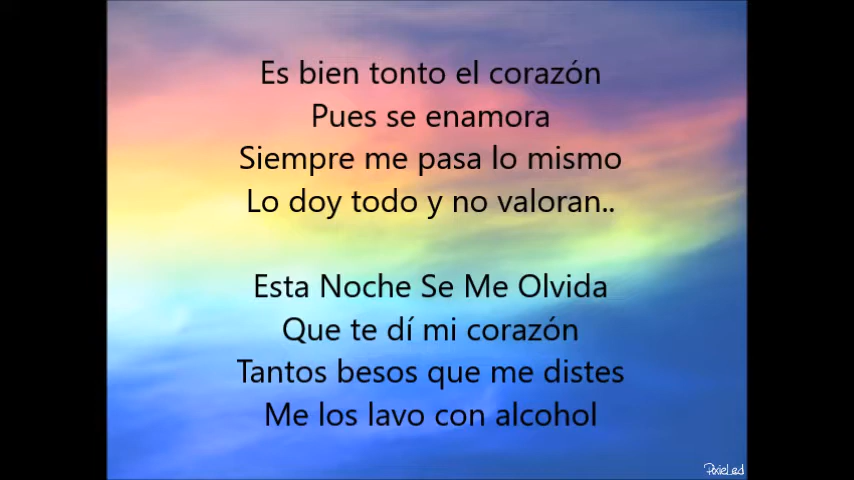 Es bien tonto el corazón
Pues se enamora
Siempre me pasa lo mismo
Lo doy todo y no valoran..
Esta Noche Se Me Olvida
Que te dí mi corazón
Tantos besos que me distes
Me los lavo con alcohol
PixieLed